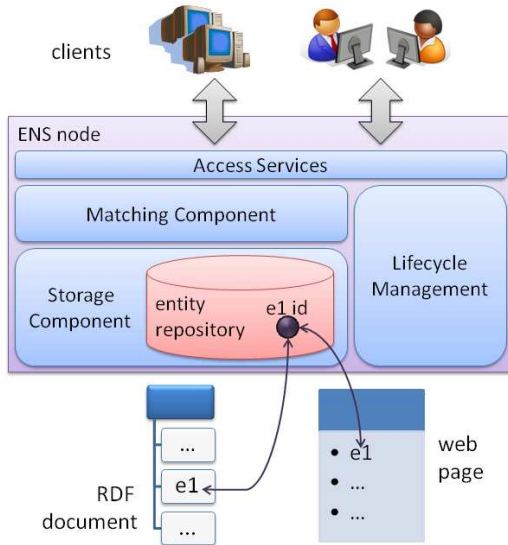 clients
ENS node
Access Services
Matching Component
Lifecycle
Management
Storage
Component
entity
repository
e1 id
...
e1
...
RDF
document
• e1
• ...
• ...
web
page